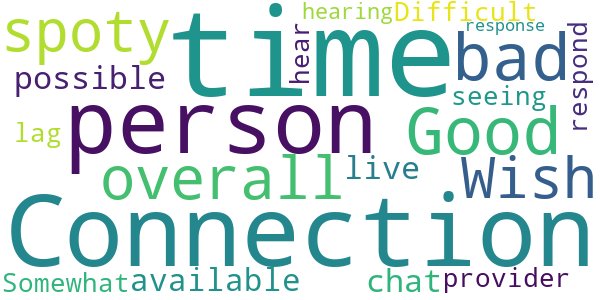 hearing Difficult
spoty time response
hear bad respond
possible
person seeing
lag Good
overall live Wish
Connection
Somewhat available chat provider